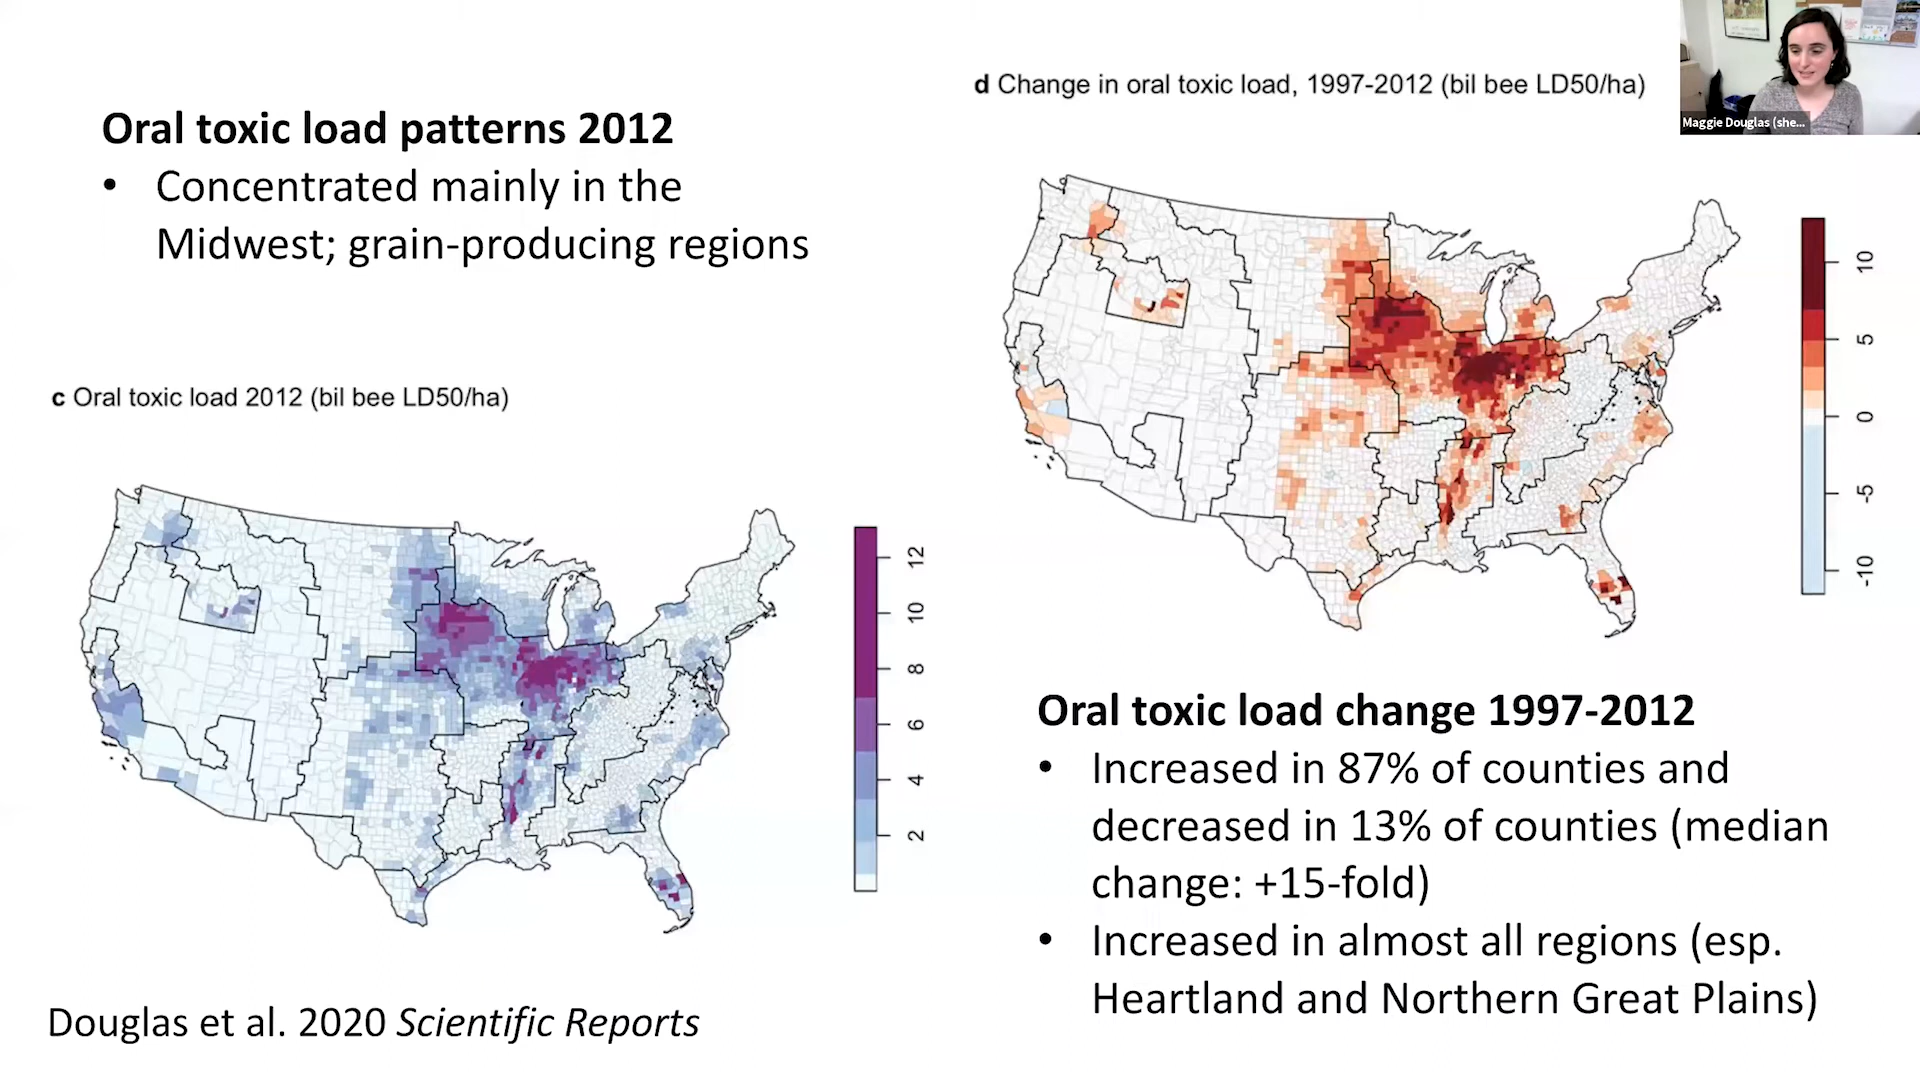 Oral toxic load patterns 2012
• Concentrated mainly in the
Midwest; grain-producing regions
c Oral toxic load 2012 (bil bee LD50/ha)
12
10
8
6
4
2
Douglas et al. 2020 Scientific Reports
d Change in oral toxic load, 1997-2012 (bil bee LD50/ha)
10
5
0
-5
-10
Oral toxic load change 1997-2012
• Increased in 87% of counties and
decreased in 13% of counties (median
change: +15-fold)
• Increased in almost all regions (esp.
Heartland and Northern Great Plains)
Maggie Douglas (she...